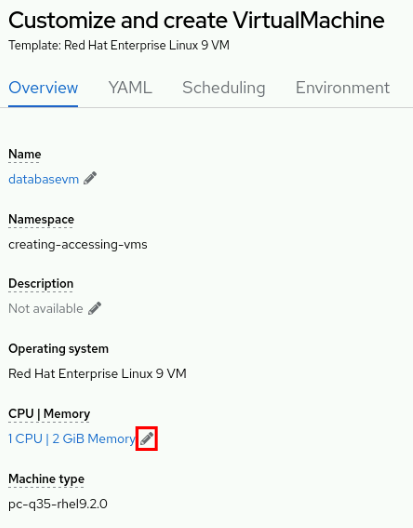 Customize and create VirtualMachine
Template: Red Hat Enterprise Linux 9 VM
Overview YAML Scheduling Environment
Name
databasevm
Namespace
creating-accessing-vms
Description
Not available
Operating system
Red Hat Enterprise Linux 9 VM
CPU | Memory
1 CPU | 2 GiB Memory
Machine type
pc-q35-rhel9.2.0